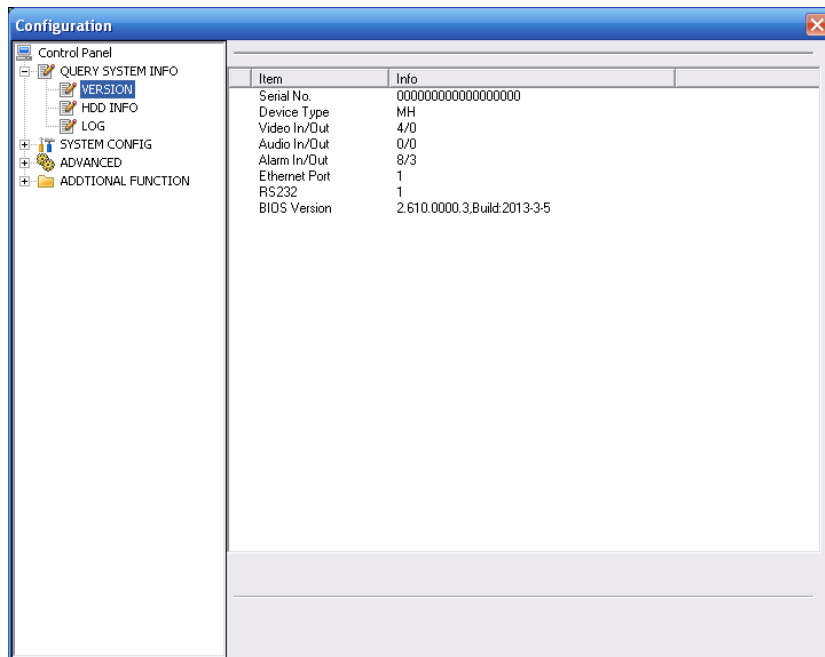 Configuration
Control Panel
QUERY SYSTEM INFO
VERSION
HDD INFO
LOG
SYSTEM CONFIG
ADVANCED
ADDTIONAL FUNCTION
Item Info
Serial No. 000000000000000000
Device Type MH
Video In/Out 4/0
Audio In/Out 0/0
Alarm In/Out 8/3
Ethernet Port 1
RS232 1
BIOS Version 2.610.0000.3,Build:2013-3-5